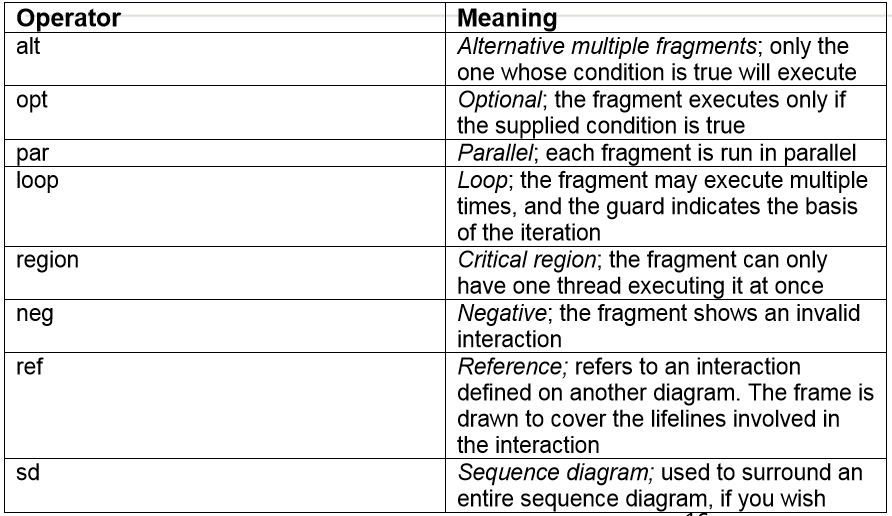 Operator Meaning
alt Alternative multiple fragments; only the
one whose condition is true will execute
opt Optional; the fragment executes only if
the supplied condition is true
par Parallel; each fragment is run in parallel
loop Loop; the fragment may execute multiple
times, and the guard indicates the basis
of the iteration
region Critical region; the fragment can only
have one thread executing it at once
neg Negative; the fragment shows an invalid
interaction
ref Reference; refers to an interaction
defined on another diagram. The frame is
drawn to cover the lifelines involved in
the interaction
sd Sequence diagram; used to surround an
entire sequence diagram, if you wish